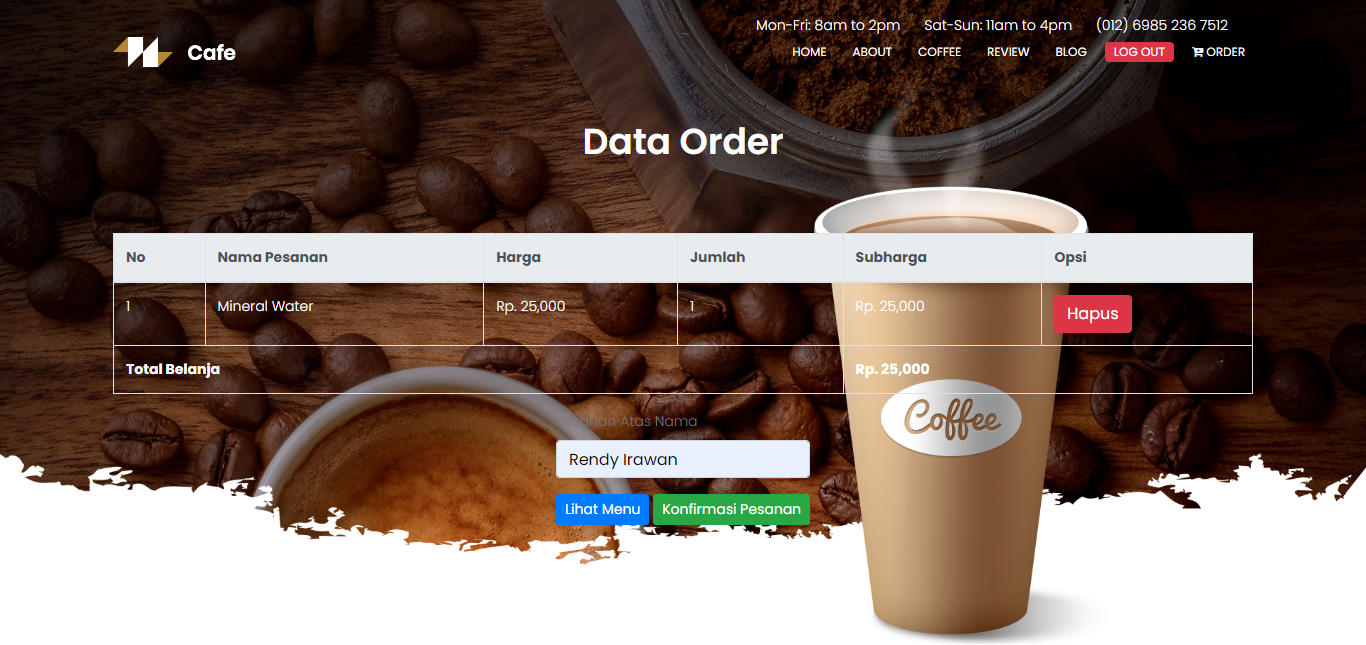 Mon-Fri: 8am to 2pm Sat-Sun: 11am to 4pm (012) 6985 236 7512
Cafe
HOME ABOUT COFFEE REVIEW BLOG LOG OUT ORDER
Data Order
No Nama Pesanan Harga Jumlah Subharga Opsi
1 Mineral Water Rp. 25,000 1 Rp. 25,000 Hapus
Total Belanja Rp. 25,000
Coffee
Pesanan Atas Nama
Rendy Irawan
Lihat Menu Konfirmasi Pesanan